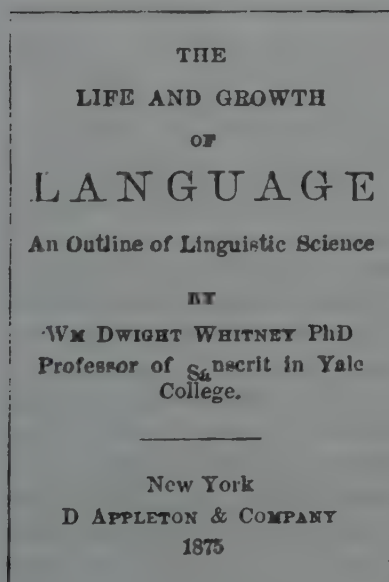 THE
LIFE AND GROWTH
OF
LANGUAGE
An Outline of Linguistic Science
BY
WM DWIGHT WHITNEY PhD
Professor of Sanscrit in Yale
College.
New York
D APPLETON & COMPANY
1875